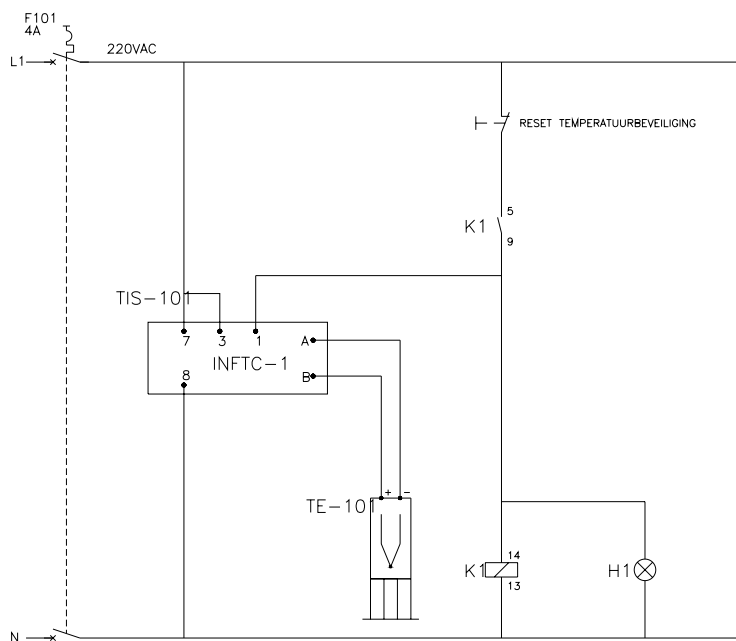 F101
4A
L1
220VAC
RESET TEMPERATUURBEVEILIGING
5
K1
9
TIS-101
7
3
1
A
INFTC-1
8
B
+
-
TE-101
14
K1
13
H1
N